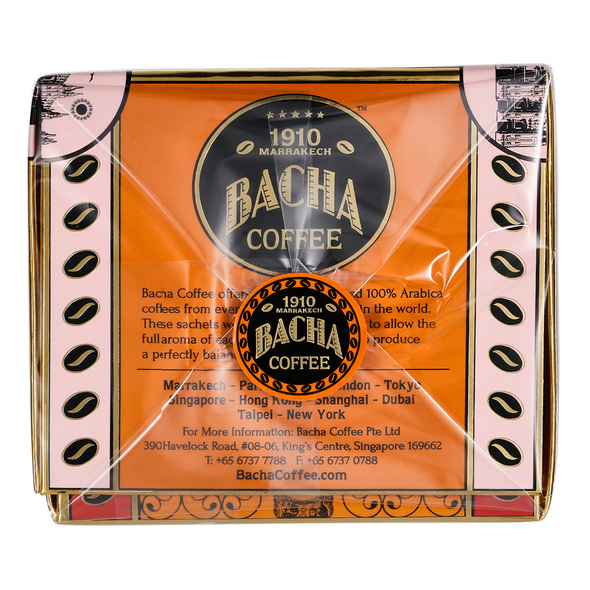 ★★★★★ TM
1910
MARRAKECH
BACHA
COFFEE
Bacha Coffee 100% Arabica
coffees from in the world.
These sachets to allow the
full aroma of produce
a perfectly
1910
MARRAKECH
BACHA
COFFEE
Marrakech - - Tokyo
Singapore - Hong Kong - Shanghai - Dubai
Taipei - New York
For More Information: Bacha Coffee Pte Ltd
390 Havelock Road, #08-06, King's Centre, Singapore 169662
T: +65 6737 7788 F: +65 6737 0788
BachaCoffee.com